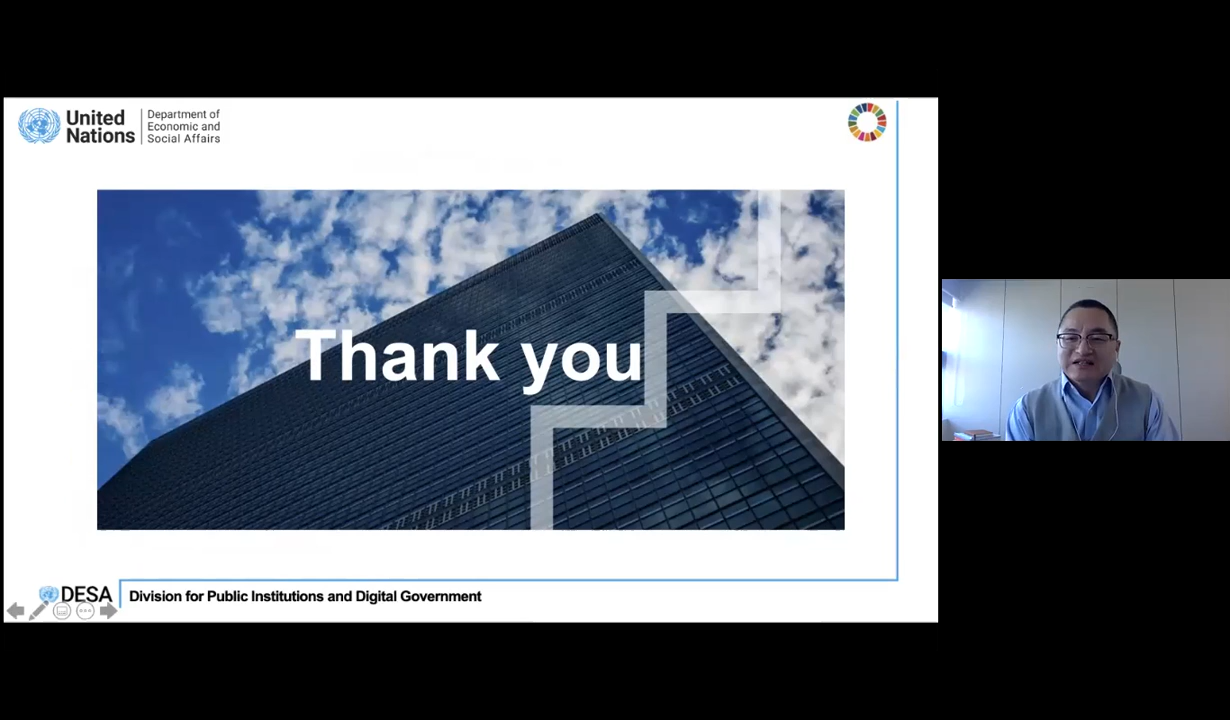 United
Nations
Department of
Economic and
Social Affairs
Thank you
DESA
Division for Public Institutions and Digital Government